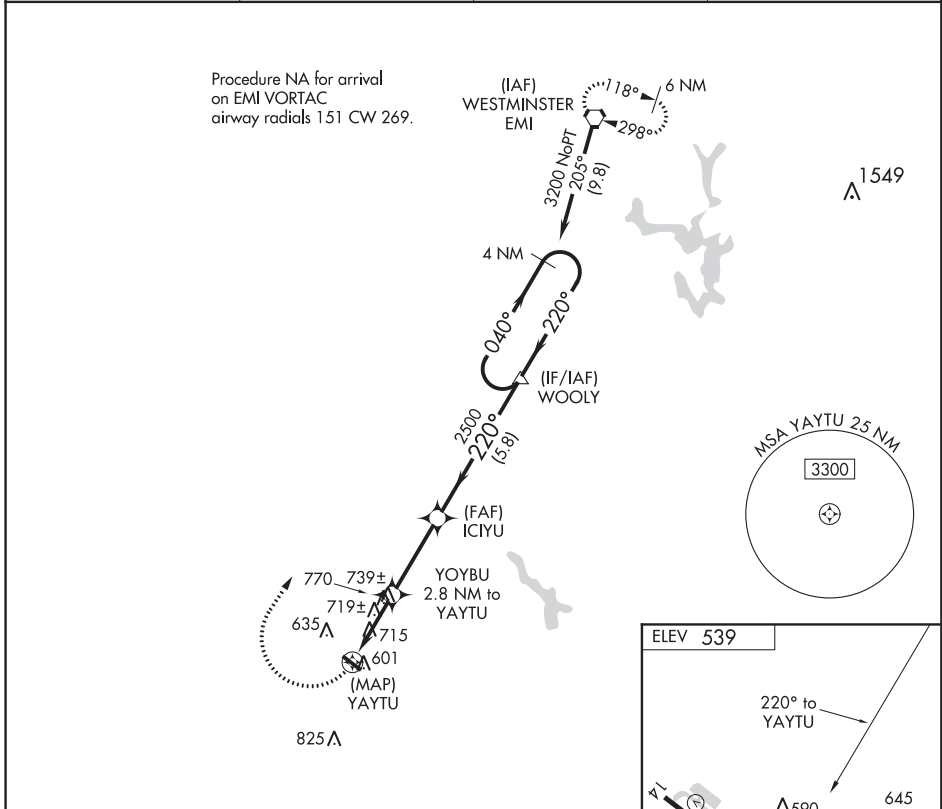 Procedure NA for arrival
on EMI VORTAC
airway radials 151 CW 269.
(IAF)
WESTMINSTER
EMI
118°
6 NM
298°
3200 NoPT
205°
(9.8)
1549
4 NM
040°
220°
(IF/IAF)
WOOLY
2500
220°
(5.8)
MSA YAYTU 25 NM
3300
(FAF)
ICIYU
770
739±
YOYBU
2.8 NM to
YAYTU
719±
635
715
601
(MAP)
YAYTU
825
ELEV 539
220° to
YAYTU
14
V
590
645